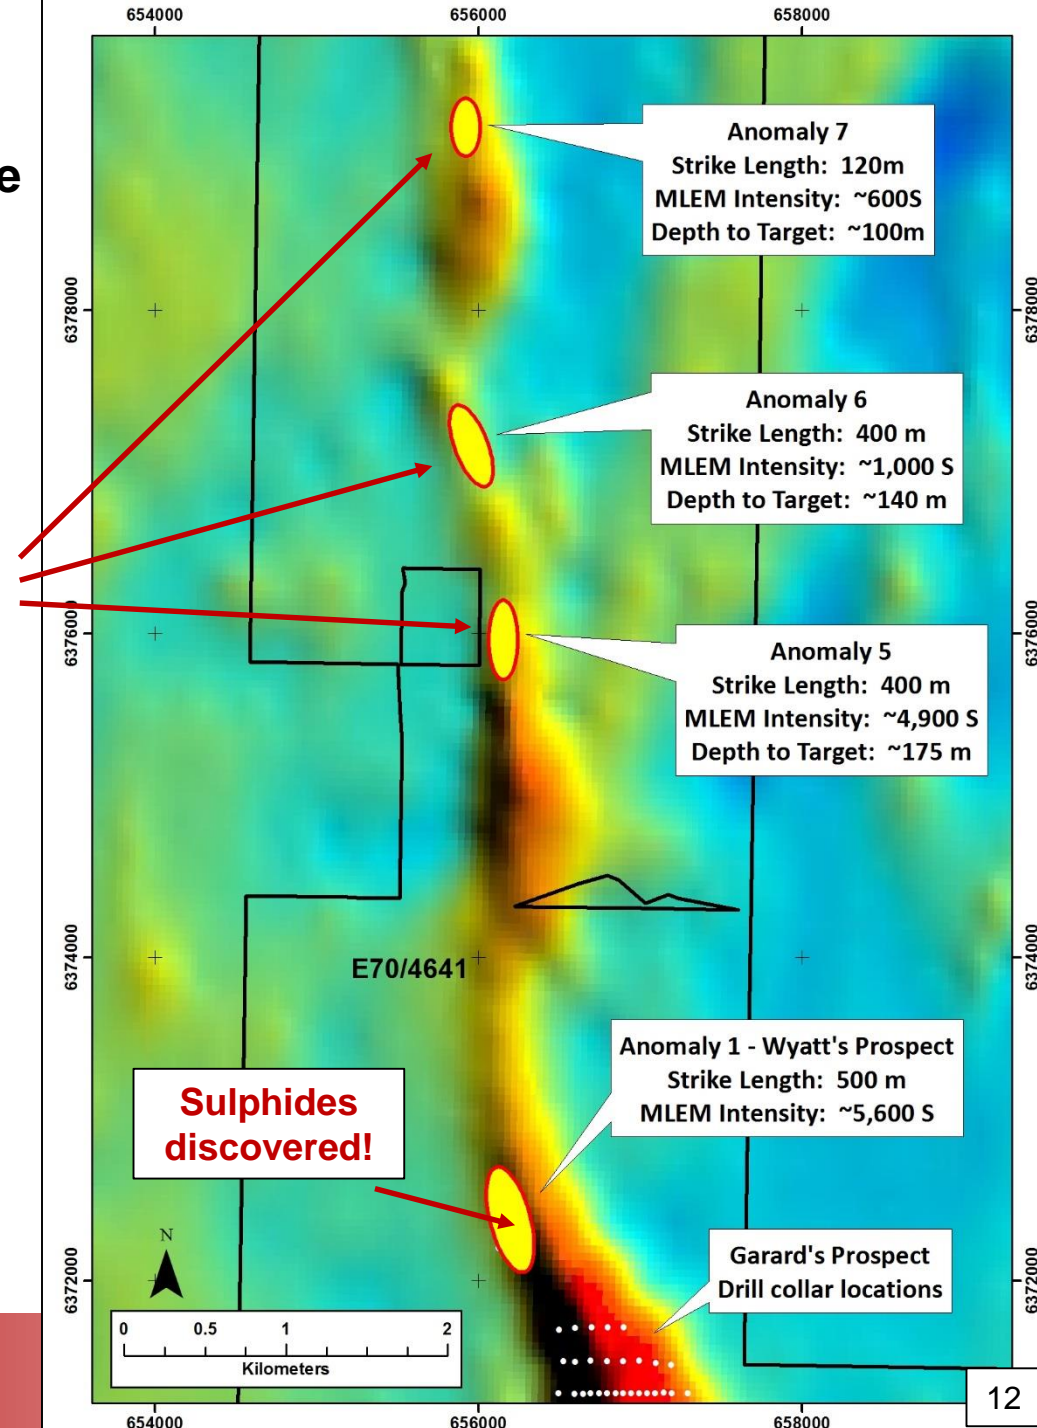 654000 656000 658000
e
Anomaly 7
Strike Length: 120m
MLEM Intensity: ~600S
Depth to Target: ~100m
6378000
6378000
Anomaly 6
Strike Length: 400 m
MLEM Intensity: ~1,000 S
Depth to Target: ~140 m
6376000
6376000
Anomaly 5
Strike Length: 400 m
MLEM Intensity: ~4,900 S
Depth to Target: ~175 m
6374000
6374000
E70/4641
Anomaly 1 - Wyatt's Prospect
Strike Length: 500 m
MLEM Intensity: ~5,600 S
Sulphides
discovered!
N
6372000
6372000
Garard's Prospect
Drill collar locations
0 0.5 1 2
Kilometers
12
654000 656000 658000